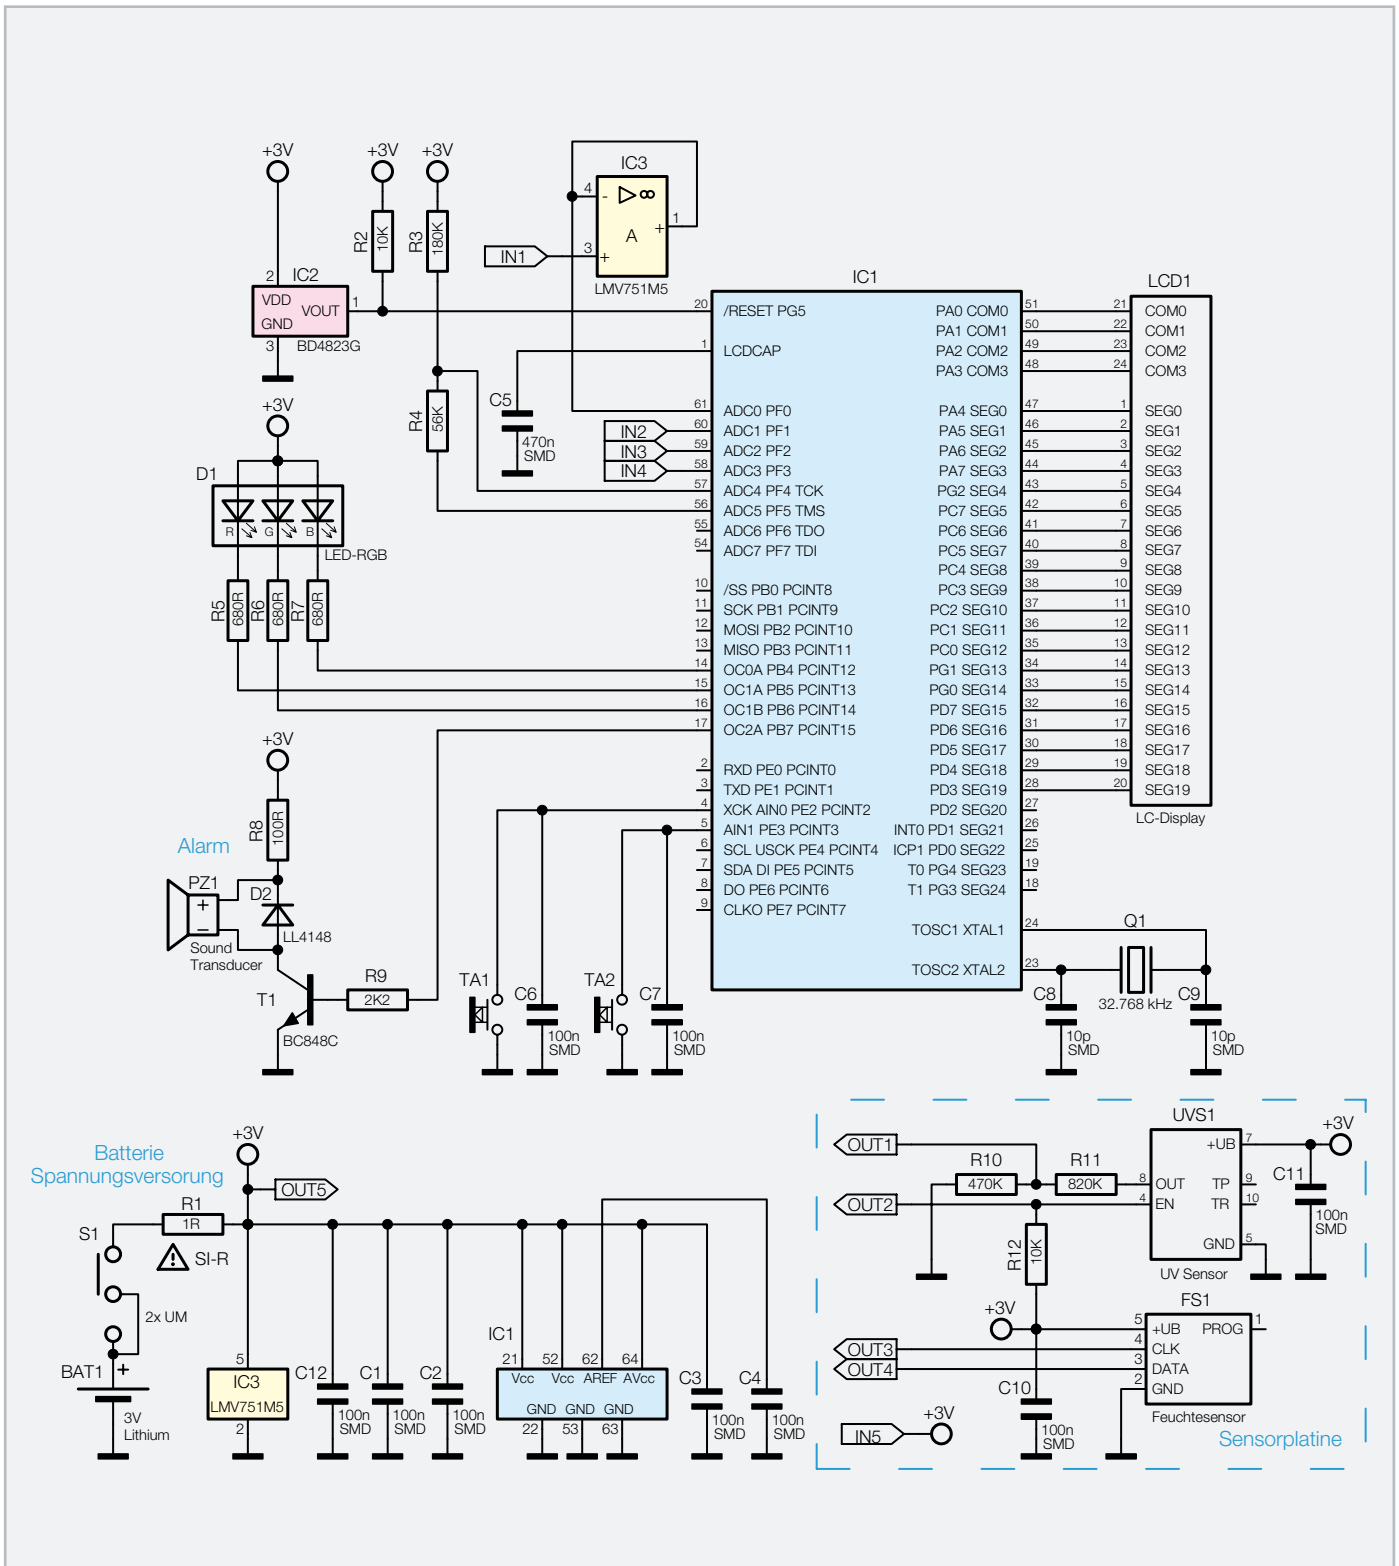 +3V
+3V
+3V
R2
10K
R3
180K
IC3
4
-
∞
A
1
+
3
+
IN1
LMV751M5
2
IC2
VDD
GND
VOUT
1
BD4823G
3
+3V
R4
56K
C5
470n
SMD
IN2
IN3
IN4
D1
R
G
B
LED-RGB
R5
680R
R6
680R
R7
680R
IC1
20
/RESET PG5
1
LCDCAP
61
ADC0 PF0
60
ADC1 PF1
59
ADC2 PF2
58
ADC3 PF3
57
ADC4 PF4 TCK
56
ADC5 PF5 TMS
55
ADC6 PF6 TDO
54
ADC7 PF7 TDI
10
/SS PB0 PCINT8
11
SCK PB1 PCINT9
12
MOSI PB2 PCINT10
13
MISO PB3 PCINT11
14
OC0A PB4 PCINT12
15
OC1A PB5 PCINT13
16
OC1B PB6 PCINT14
17
OC2A PB7 PCINT15
2
RXD PE0 PCINT0
3
TXD PE1 PCINT1
4
XCK AIN0 PE2 PCINT2
5
AIN1 PE3 PCINT3
6
SCL USCK PE4 PCINT4
7
SDA DI PE5 PCINT5
8
DO PE6 PCINT6
9
CLKO PE7 PCINT7
PA0 COM0
51
PA1 COM1
50
PA2 COM2
49
PA3 COM3
48
PA4 SEG0
47
PA5 SEG1
46
PA6 SEG2
45
PA7 SEG3
44
PG2 SEG4
43
PC7 SEG5
42
PC6 SEG6
41
PC5 SEG7
40
PC4 SEG8
39
PC3 SEG9
38
PC2 SEG10
37
PC1 SEG11
36
PC0 SEG12
35
PG1 SEG13
34
PG0 SEG14
33
PD7 SEG15
32
PD6 SEG16
31
PD5 SEG17
30
PD4 SEG18
29
PD3 SEG19
28
PD2 SEG20
27
INT0 PD1 SEG21
26
ICP1 PD0 SEG22
25
T0 PG4 SEG23
19
T1 PG3 SEG24
18
TOSC1 XTAL1
24
TOSC2 XTAL2
23
LCD1
21
COM0
22
COM1
23
COM2
24
COM3
1
SEG0
2
SEG1
3
SEG2
4
SEG3
5
SEG4
6
SEG5
7
SEG6
8
SEG7
9
SEG8
10
SEG9
11
SEG10
12
SEG11
13
SEG12
14
SEG13
15
SEG14
16
SEG15
17
SEG16
18
SEG17
19
SEG18
20
SEG19
LC-Display
Q1
32.768 kHz
C8
10p
SMD
C9
10p
SMD
+3V
R8
100R
Alarm
PZ1
+
−
Sound
Transducer
D2
LL4148
T1
BC848C
R9
2K2
TA1
C6
100n
SMD
TA2
C7
100n
SMD
Batterie
Spannungsversorung
+3V
OUT5
R1
1R
SI-R
S1
2x UM
BAT1
+
3V
Lithium
5
IC3
LMV751M5
2
C12
100n
SMD
C1
100n
SMD
C2
100n
SMD
IC1
21
52
62
64
Vcc
Vcc
AREF
AVcc
GND
GND
GND
22
53
63
C3
100n
SMD
C4
100n
SMD
OUT1
OUT2
R10
470K
R11
820K
R12
10K
UVS1
+UB
7
8
OUT
4
EN
TP
9
TR
10
GND
5
UV Sensor
+3V
C11
100n
SMD
+3V
OUT3
OUT4
FS1
5
+UB
PROG
1
4
CLK
3
DATA
2
GND
Feuchtesensor
C10
100n
SMD
IN5
+3V
Sensorplatine